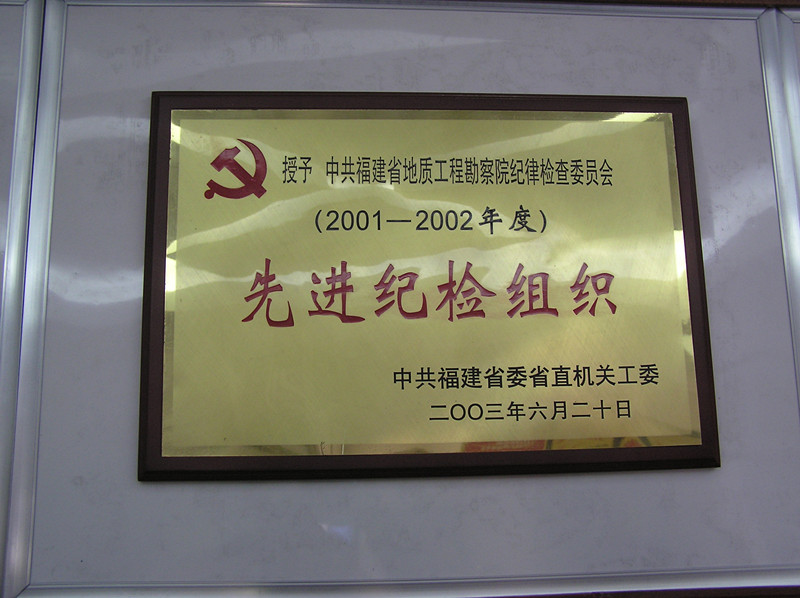 授予 中共福建省地质工程勘察院纪律检查委员会
(2001—2002年度)
先进纪检组织
中共福建省委省直机关工委
二〇〇三年六月二十日